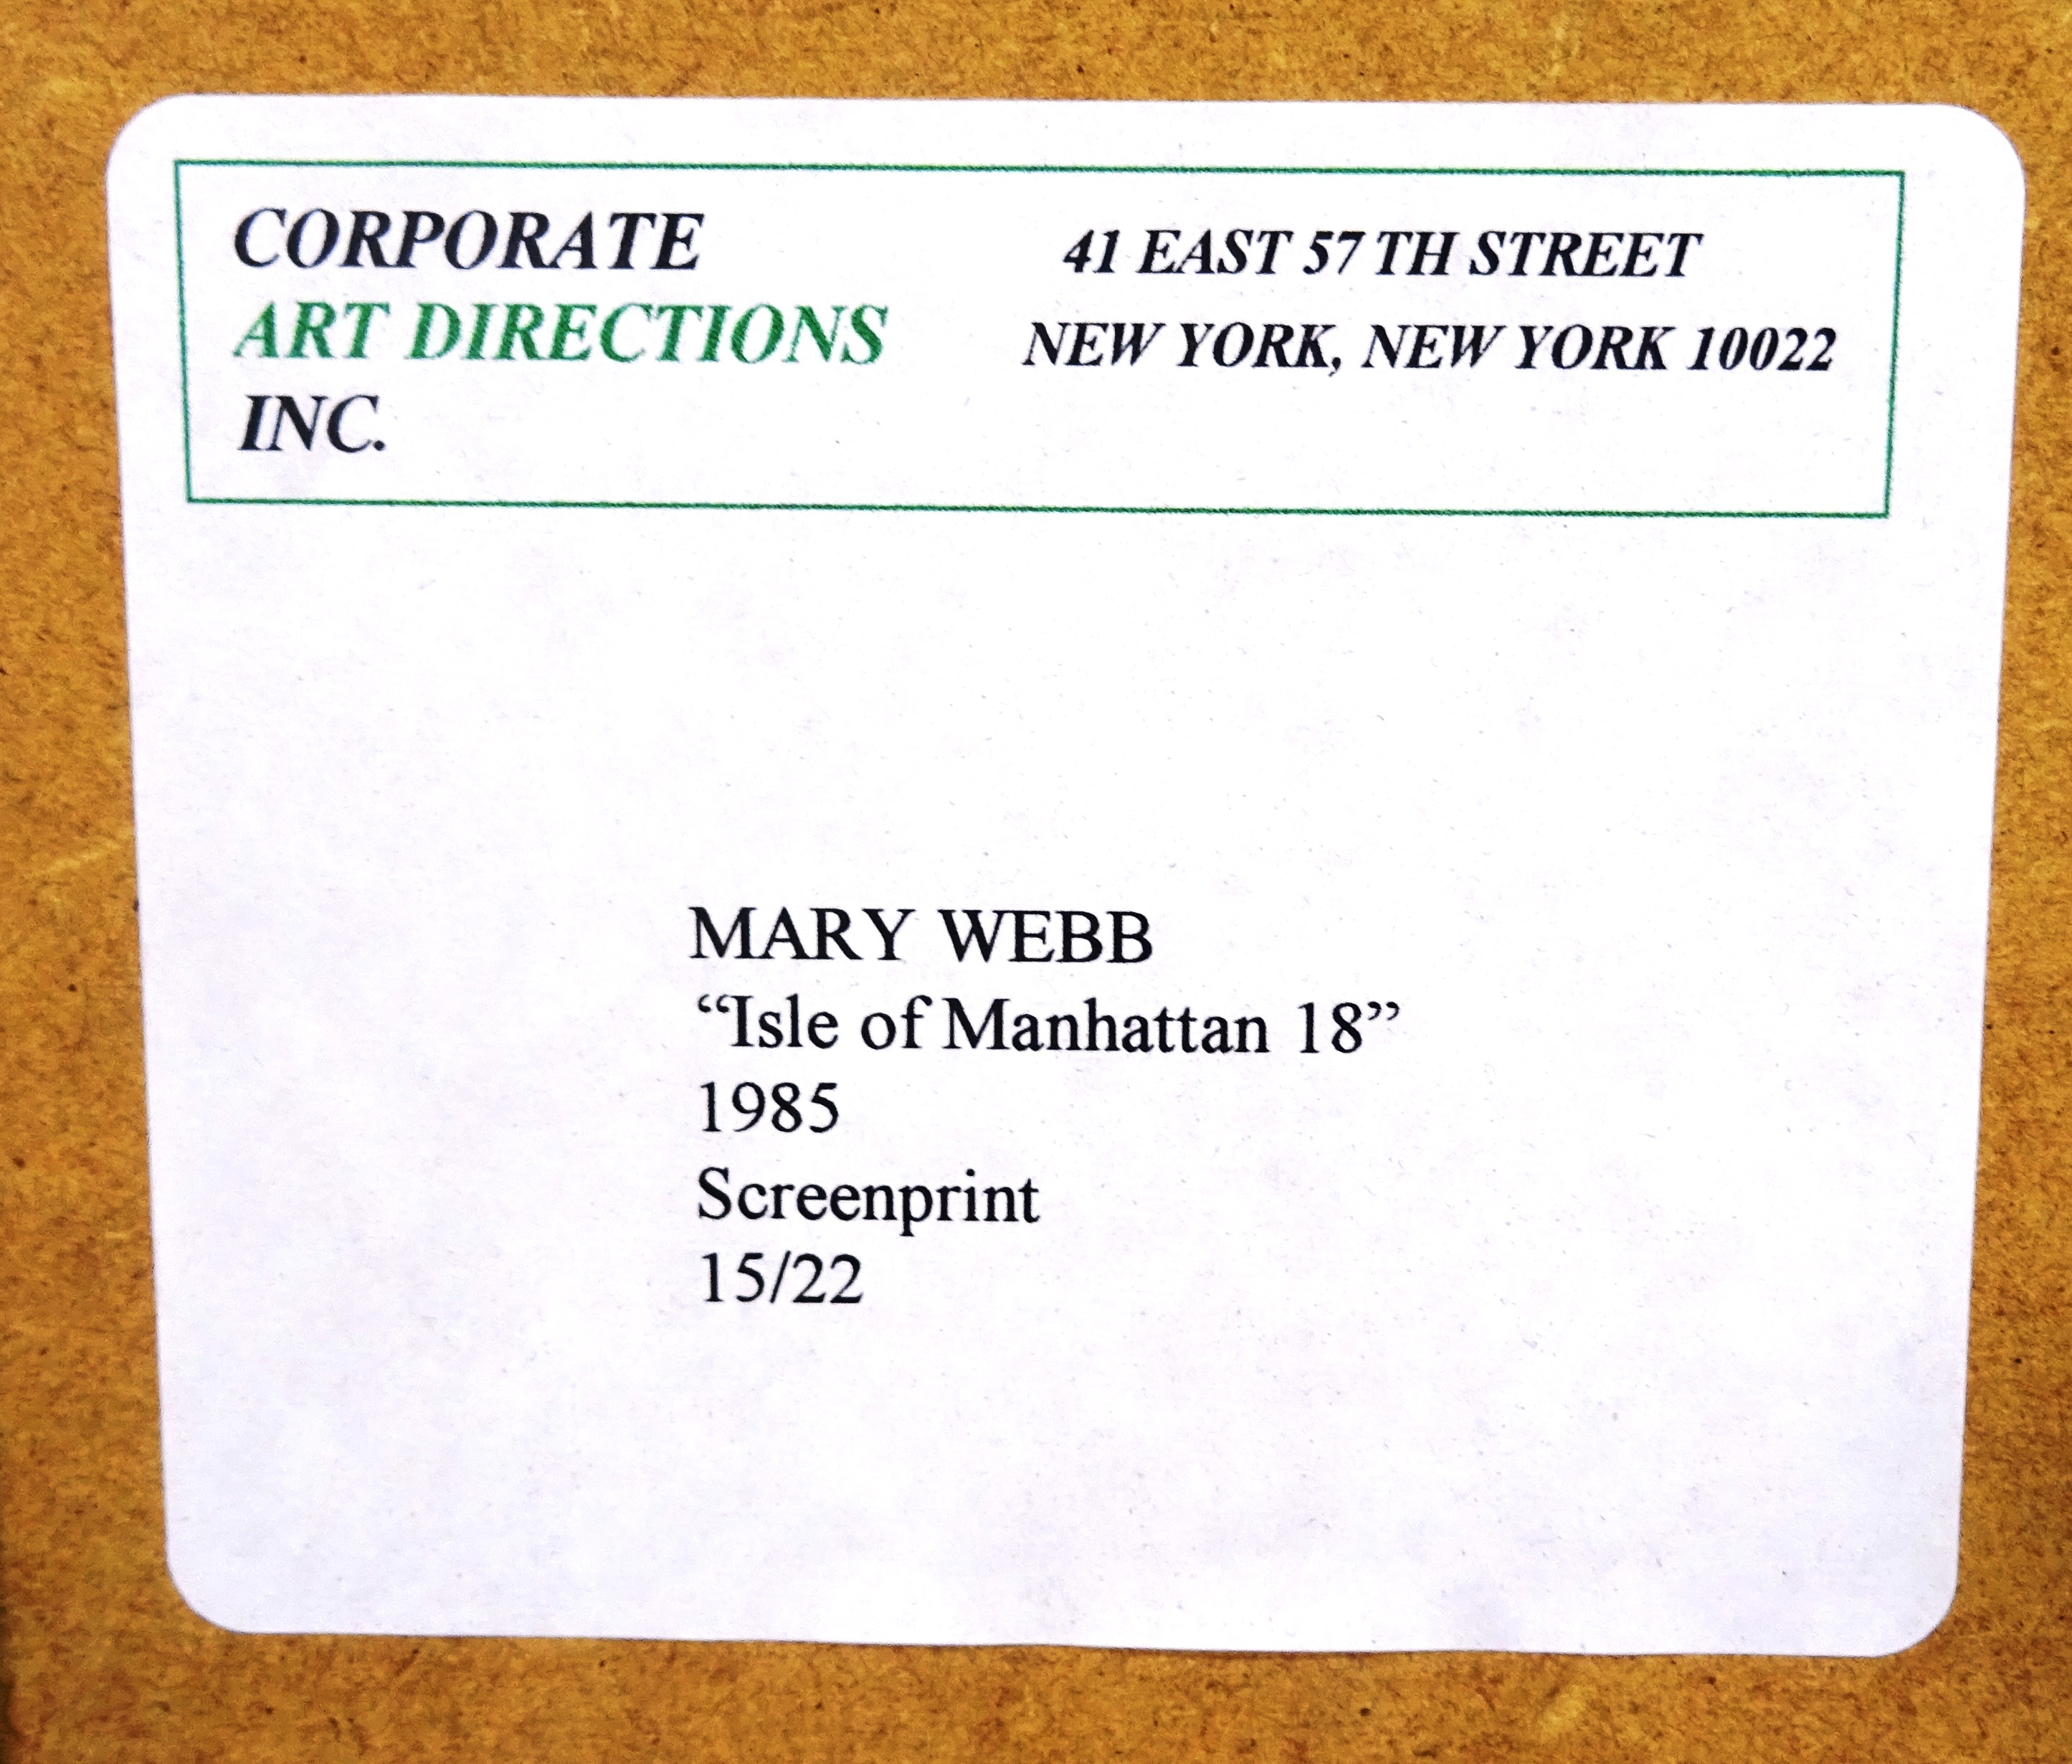 CORPORATE
ART DIRECTIONS
INC.
41 EAST 57 TH STREET
NEW YORK, NEW YORK 10022
MARY WEBB
“Isle of Manhattan 18”
1985
Screenprint
15/22